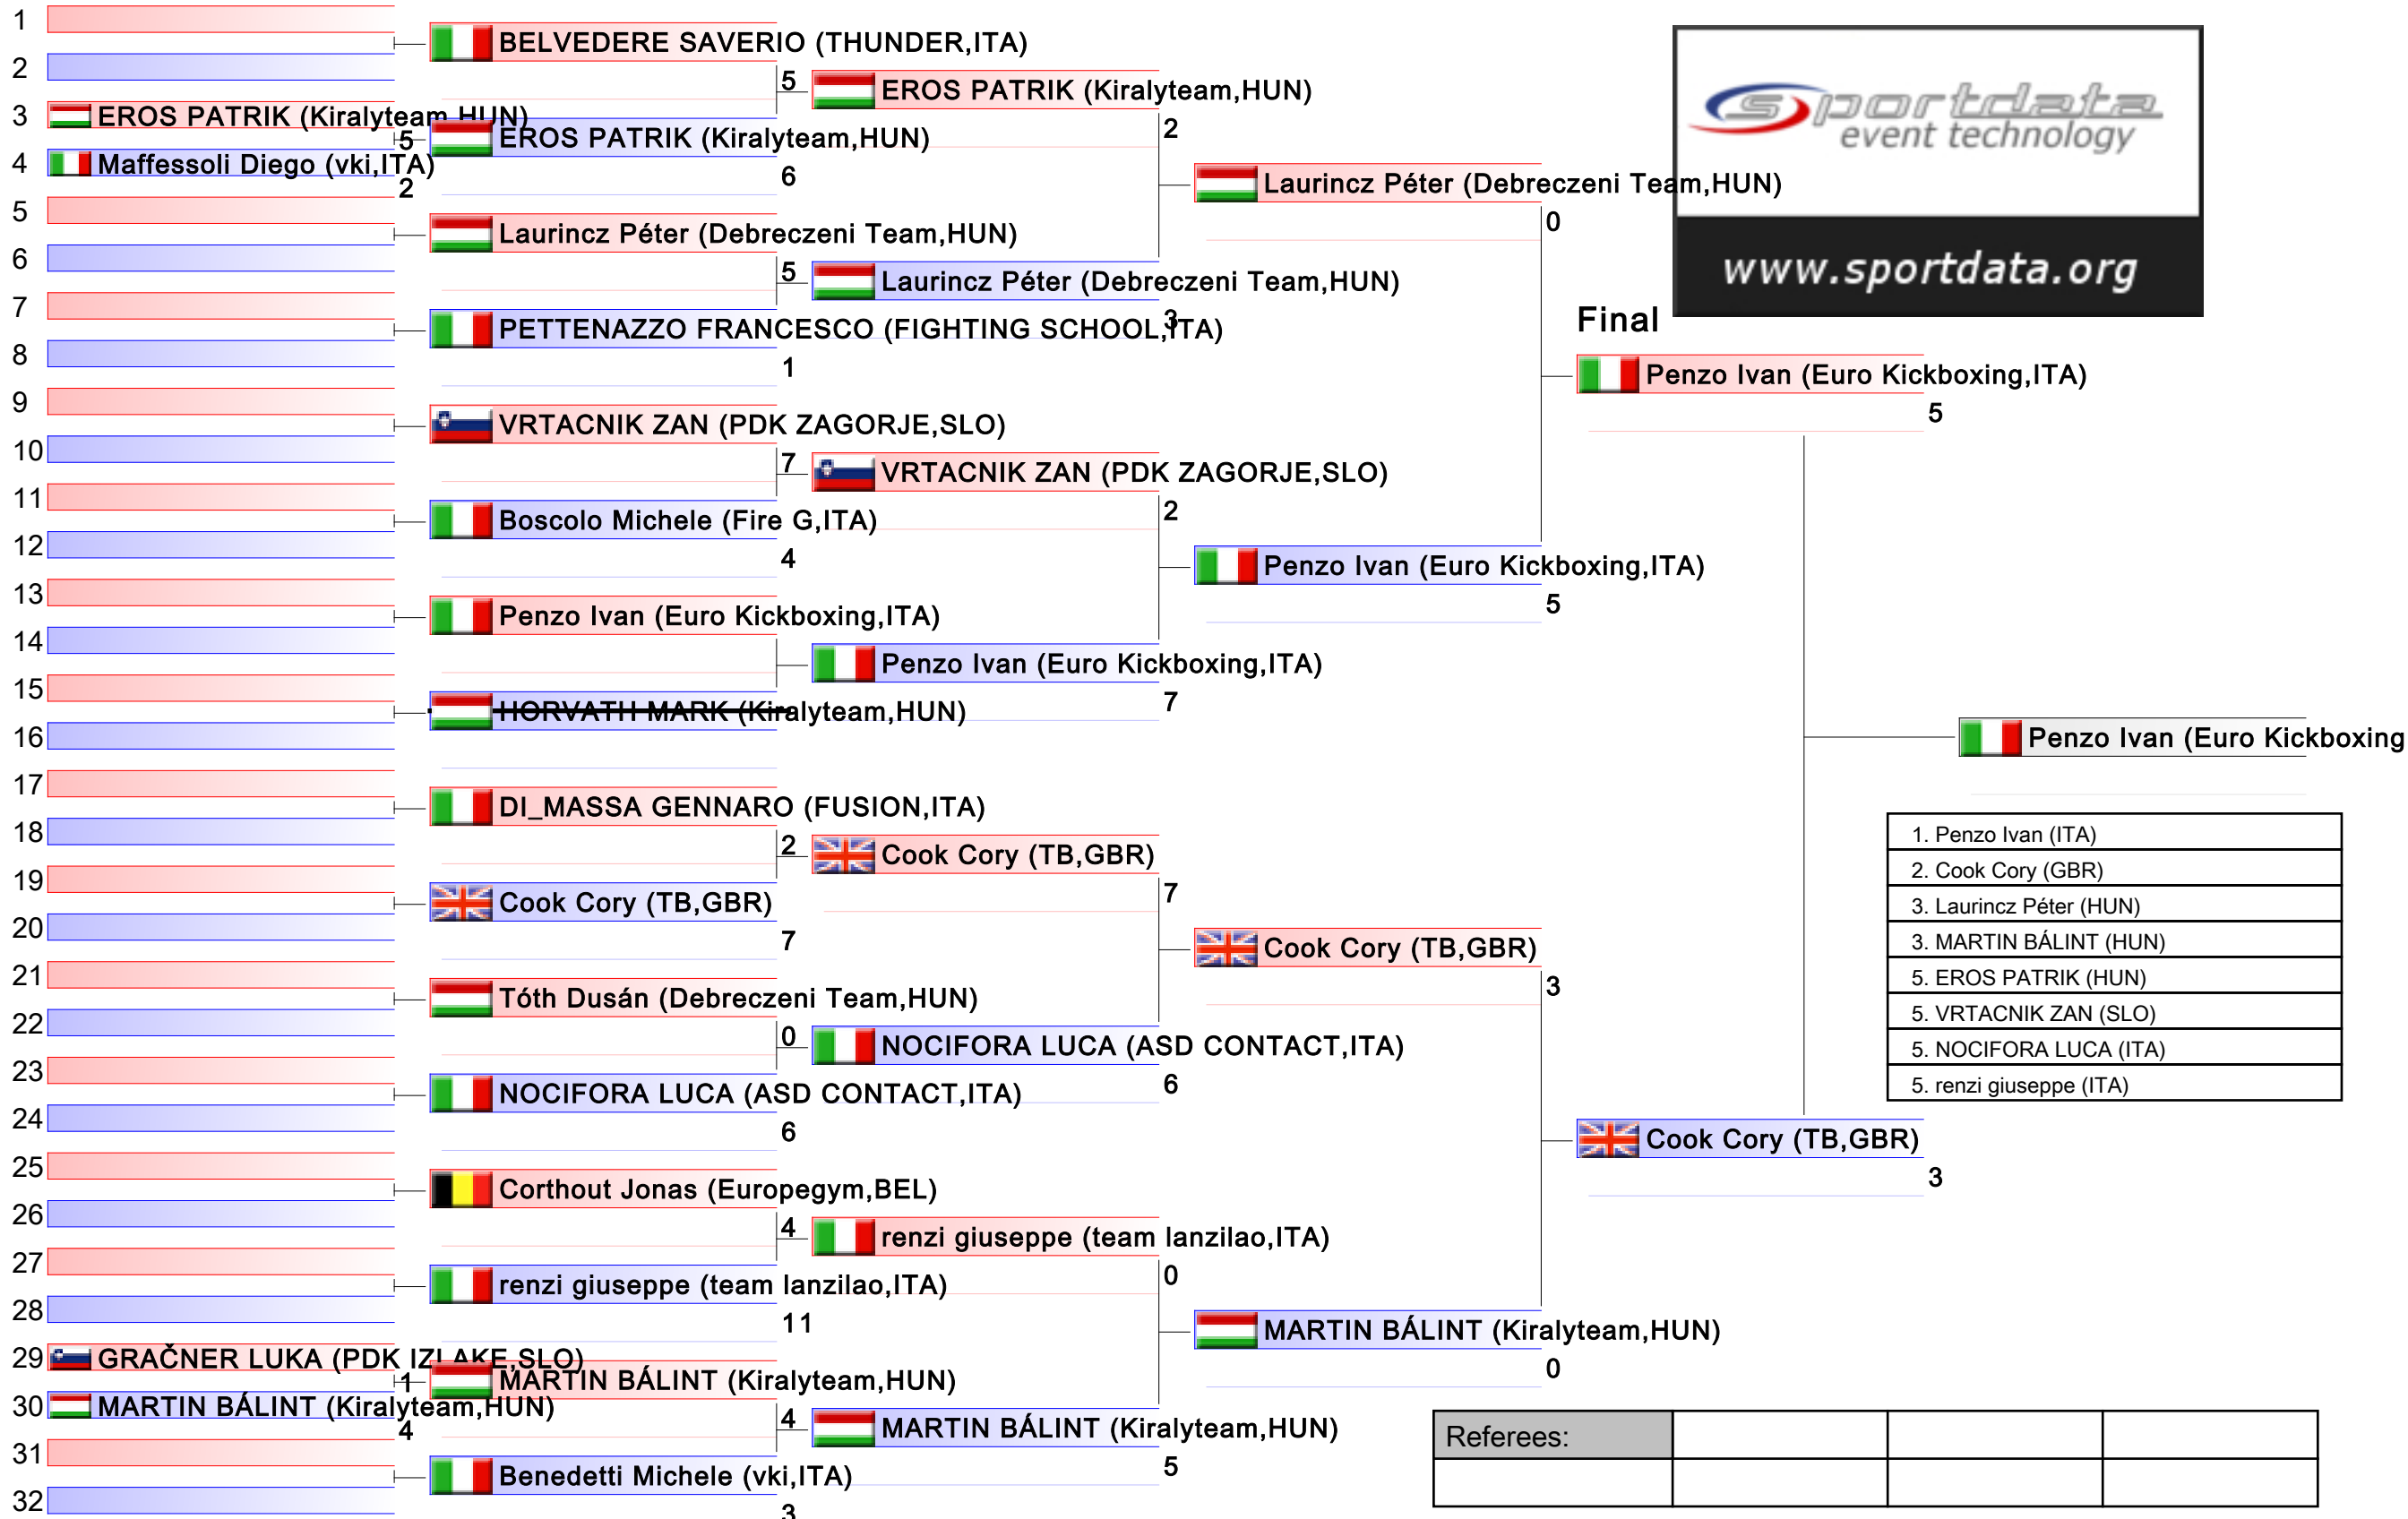 1
BELVEDERE SAVERIO (THUNDER,ITA)
2
5
EROS PATRIK (Kiralyteam,HUN)
3
EROS PATRIK (Kiralyteam,HUN)
5
EROS PATRIK (Kiralyteam,HUN)
2
4
Maffessoli Diego (vki,ITA)
2
6
Laurincz Péter (Debreczeni Team,HUN)
0
5
Laurincz Péter (Debreczeni Team,HUN)
6
5
Laurincz Péter (Debreczeni Team,HUN)
3
7
PETTENAZZO FRANCESCO (FIGHTING SCHOOL,ITA)
8
1
sportdata
event technology
www.sportdata.org
Final
Penzo Ivan (Euro Kickboxing,ITA)
5
9
VRTACNIK ZAN (PDK ZAGORJE,SLO)
10
7
VRTACNIK ZAN (PDK ZAGORJE,SLO)
2
11
Boscolo Michele (Fire G,ITA)
12
4
Penzo Ivan (Euro Kickboxing,ITA)
5
13
Penzo Ivan (Euro Kickboxing,ITA)
14
Penzo Ivan (Euro Kickboxing,ITA)
7
15
HORVATH MARK (Kiralyteam,HUN)
16
Penzo Ivan (Euro Kickboxing
17
DI_MASSA GENNARO (FUSION,ITA)
18
2
Cook Cory (TB,GBR)
7
19
Cook Cory (TB,GBR)
20
7
Cook Cory (TB,GBR)
3
21
Tóth Dusán (Debreczeni Team,HUN)
22
0
NOCIFORA LUCA (ASD CONTACT,ITA)
6
23
NOCIFORA LUCA (ASD CONTACT,ITA)
24
6
1. Penzo Ivan (ITA)
2. Cook Cory (GBR)
3. Laurincz Péter (HUN)
3. MARTIN BÁLINT (HUN)
5. EROS PATRIK (HUN)
5. VRTACNIK ZAN (SLO)
5. NOCIFORA LUCA (ITA)
5. renzi giuseppe (ITA)
Cook Cory (TB,GBR)
3
25
Corthout Jonas (Europegym,BEL)
26
4
renzi giuseppe (team lanzilao,ITA)
0
27
renzi giuseppe (team lanzilao,ITA)
28
11
MARTIN BÁLINT (Kiralyteam,HUN)
0
29
GRAČNER LUKA (PDK IZLAKE,SLO)
1
MARTIN BÁLINT (Kiralyteam,HUN)
30
MARTIN BÁLINT (Kiralyteam,HUN)
4
4
MARTIN BÁLINT (Kiralyteam,HUN)
5
31
Benedetti Michele (vki,ITA)
32
3
Referees: